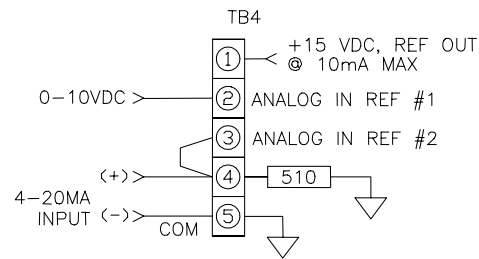 TB4
1
+15 VDC, REF OUT
@ 10mA MAX
0-10VDC
2
ANALOG IN REF #1
3
ANALOG IN REF #2
(+)
4
510
4-20MA
INPUT (-)
COM
5